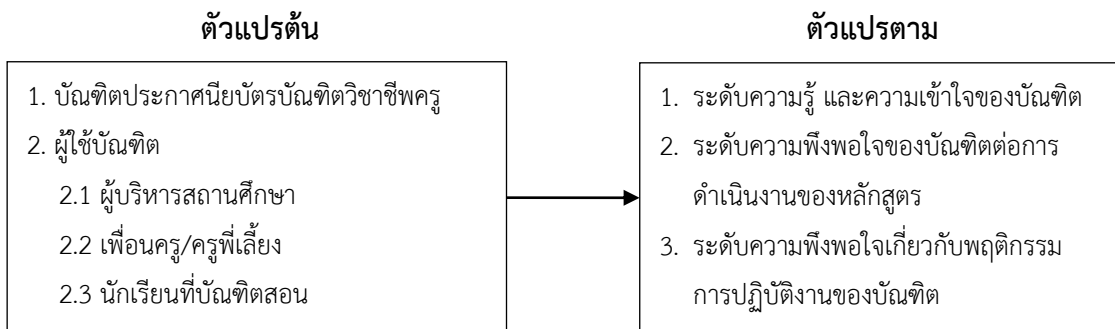 ตัวแปรต้น
1. บัณฑิตประกาศนียบัตรบัณฑิตวิชาชีพครู
2. ผู้ใช้บัณฑิต
2.1 ผู้บริหารสถานศึกษา
2.2 เพื่อนครู/ครูพี่เลี้ยง
2.3 นักเรียนที่บัณฑิตสอน
ตัวแปรตาม
1. ระดับความรู้ และความเข้าใจของบัณฑิต
2. ระดับความพึงพอใจของบัณฑิตต่อการ
ดำเนินงานของหลักสูตร
3. ระดับความพึงพอใจเกี่ยวกับพฤติกรรม
การปฏิบัติงานของบัณฑิต